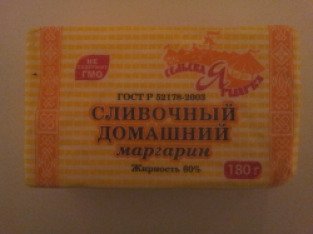 НЕ
СОДЕРЖИТ
ГМО
Я
ГОСТ Р 52178-2003
СЛИВОЧНЫЙ
ДОМАШНИЙ
маргарин
Жирность 60%
180 г